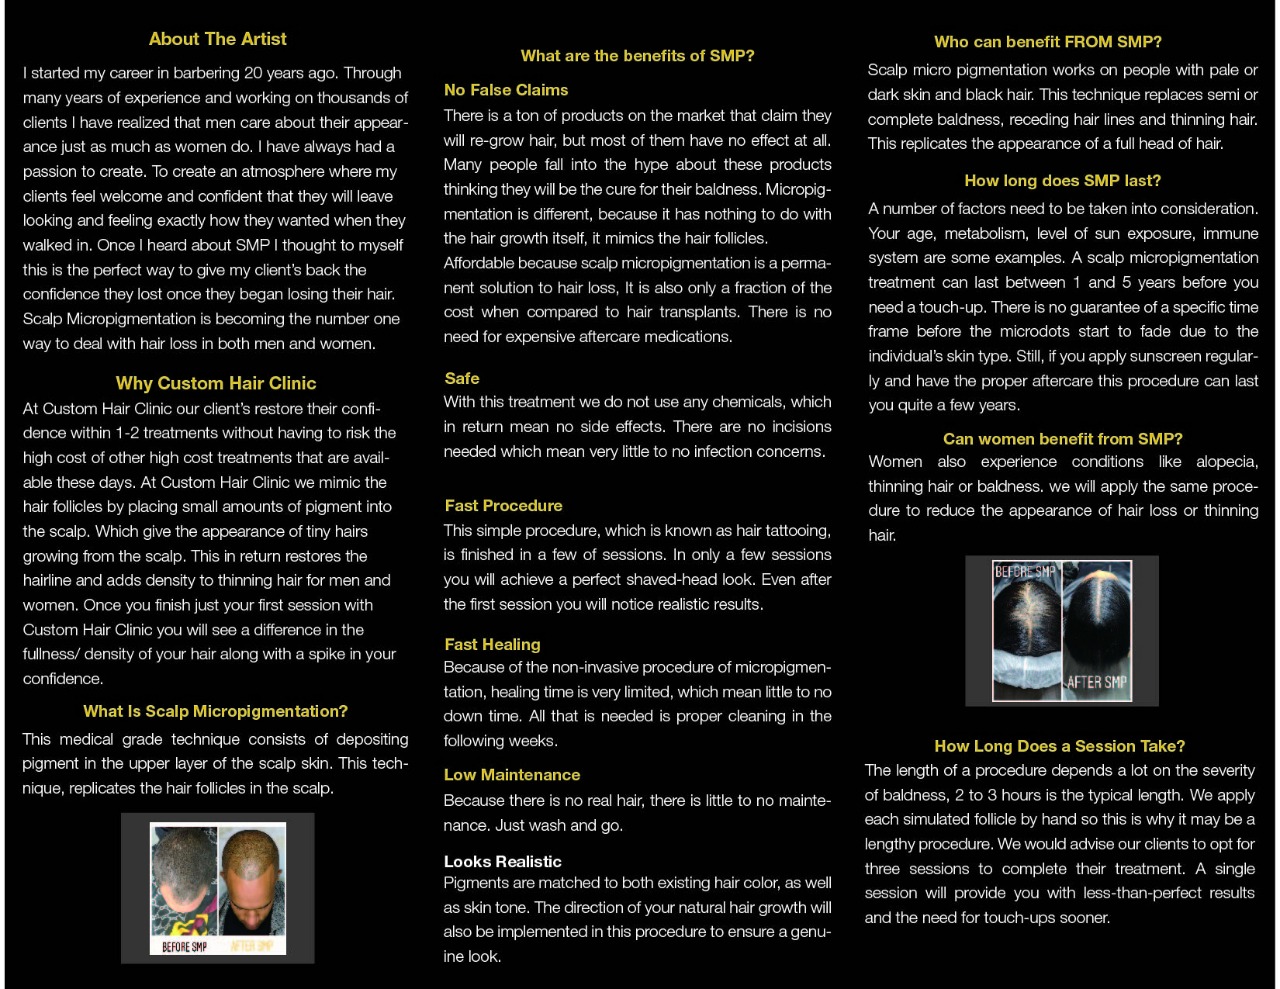 About The Artist
I started my career in barbering 20 years ago. Through
many years of experience and working on thousands of
clients I have realized that men care about their appear-
ance just as much as women do. I have always had a
passion to create. To create an atmosphere where my
clients feel welcome and confident that they will leave
looking and feeling exactly how they wanted when they
walked in. Once I heard about SMP I thought to myself
this is the perfect way to give my client's back the
confidence they lost once they began losing their hair.
Scalp Micropigmentation is becoming the number one
way to deal with hair loss in both men and women.
Why Custom Hair Clinic
At Custom Hair Clinic our client's restore their confi-
dence within 1-2 treatments without having to risk the
high cost of other high cost treatments that are avail-
able these days. At Custom Hair Clinic we mimic the
hair follicles by placing small amounts of pigment into
the scalp. Which give the appearance of tiny hairs
growing from the scalp. This in return restores the
hairline and adds density to thinning hair for men and
women. Once you finish just your first session with
Custom Hair Clinic you will see a difference in the
fullness/ density of your hair along with a spike in your
confidence.
What Is Scalp Micropigmentation?
This medical grade technique consists of depositing
pigment in the upper layer of the scalp skin. This tech-
nique, replicates the hair follicles in the scalp.
BEFORE SMP AFTER SMP
What are the benefits of SMP?
No False Claims
There is a ton of products on the market that claim they
will re-grow hair, but most of them have no effect at all.
Many people fall into the hype about these products
thinking they will be the cure for their baldness. Micropig-
mentation is different, because it has nothing to do with
the hair growth itself, it mimics the hair follicles.
Affordable because scalp micropigmentation is a perma-
nent solution to hair loss, It is also only a fraction of the
cost when compared to hair transplants. There is no
need for expensive aftercare medications.
Safe
With this treatment we do not use any chemicals, which
in return mean no side effects. There are no incisions
needed which mean very little to no infection concerns.
Fast Procedure
This simple procedure, which is known as hair tattooing,
is finished in a few of sessions. In only a few sessions
you will achieve a perfect shaved-head look. Even after
the first session you will notice realistic results.
Fast Healing
Because of the non-invasive procedure of micropigmen-
tation, healing time is very limited, which mean little to no
down time. All that is needed is proper cleaning in the
following weeks.
Low Maintenance
Because there is no real hair, there is little to no mainte-
nance. Just wash and go.
Looks Realistic
Pigments are matched to both existing hair color, as well
as skin tone. The direction of your natural hair growth will
also be implemented in this procedure to ensure a genu-
ine look.
Who can benefit FROM SMP?
Scalp micro pigmentation works on people with pale or
dark skin and black hair. This technique replaces semi or
complete baldness, receding hair lines and thinning hair.
This replicates the appearance of a full head of hair.
How long does SMP last?
A number of factors need to be taken into consideration.
Your age, metabolism, level of sun exposure, immune
system are some examples. A scalp micropigmentation
treatment can last between 1 and 5 years before you
need a touch-up. There is no guarantee of a specific time
frame before the microdots start to fade due to the
individual's skin type. Still, if you apply sunscreen regular-
ly and have the proper aftercare this procedure can last
you quite a few years.
Can women benefit from SMP?
Women also experience conditions like alopecia,
thinning hair or baldness. we will apply the same proce-
dure to reduce the appearance of hair loss or thinning
hair.
BEFORE SMP
AFTER SMP
How Long Does a Session Take?
The length of a procedure depends a lot on the severity
of baldness, 2 to 3 hours is the typical length. We apply
each simulated follicle by hand so this is why it may be a
lengthy procedure. We would advise our clients to opt for
three sessions to complete their treatment. A single
session will provide you with less-than-perfect results
and the need for touch-ups sooner.